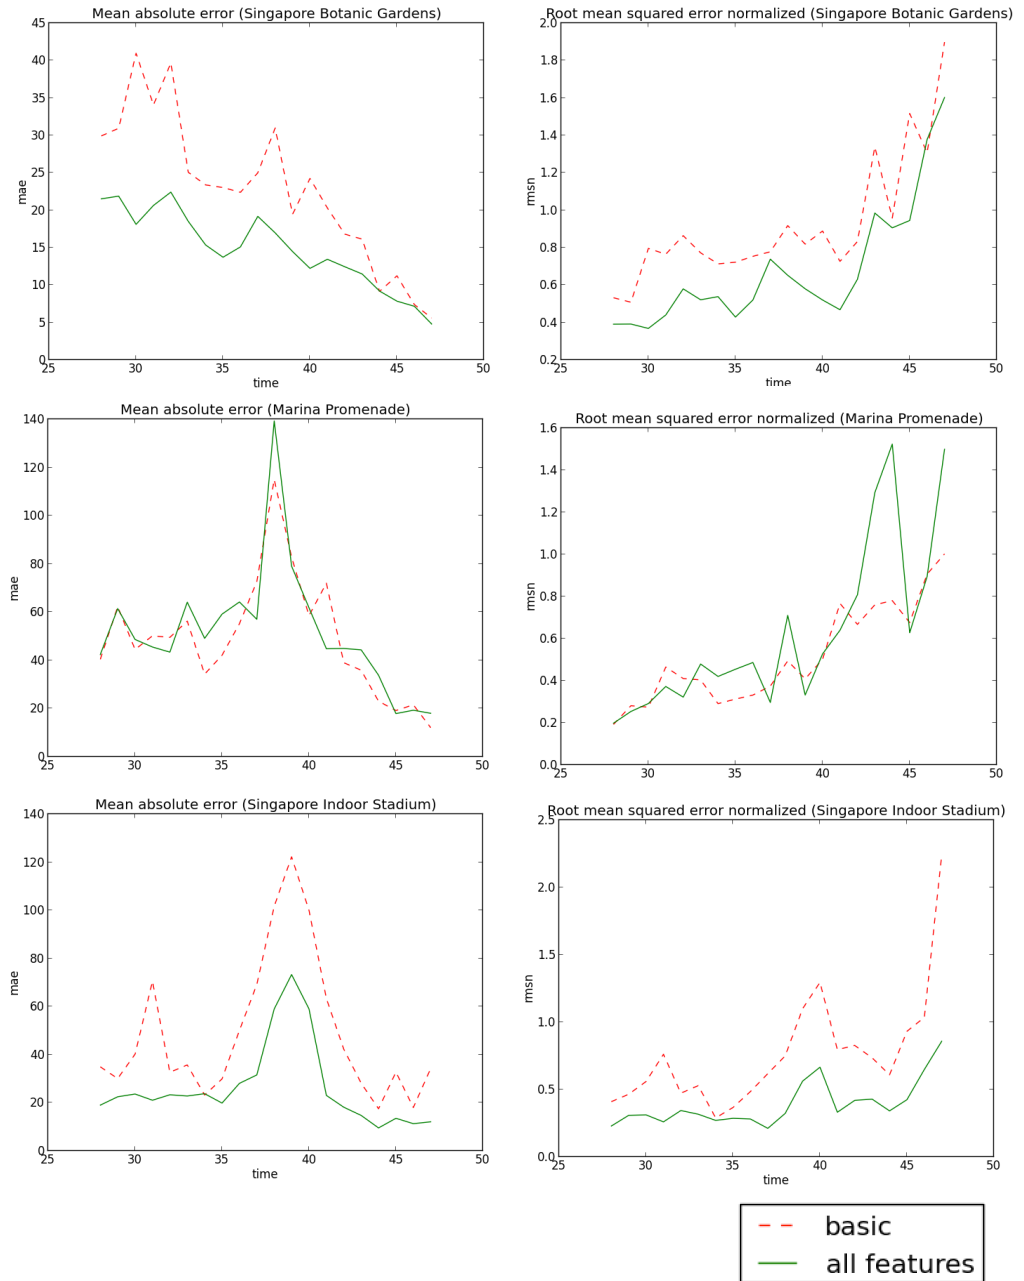 Mean absolute error (Singapore Botanic Gardens)
45
40
35
30
25
20
15
10
5
0
mae
25 30 35 40 45 50
time
Root mean squared error normalized (Singapore Botanic Gardens)
2.0
1.8
1.6
1.4
1.2
1.0
0.8
0.6
0.4
0.2
rmsn
25 30 35 40 45 50
time
Mean absolute error (Marina Promenade)
140
120
100
80
60
40
20
0
mae
25 30 35 40 45 50
Root mean squared error normalized (Marina Promenade)
1.6
1.4
1.2
1.0
0.8
0.6
0.4
0.2
0.0
rmsn
25 30 35 40 45 50
Mean absolute error (Singapore Indoor Stadium)
140
120
100
80
60
40
20
0
mae
25 30 35 40 45 50
time
Root mean squared error normalized (Singapore Indoor Stadium)
2.5
2.0
1.5
1.0
0.5
0.0
rmsn
25 30 35 40 45 50
time
basic
all features